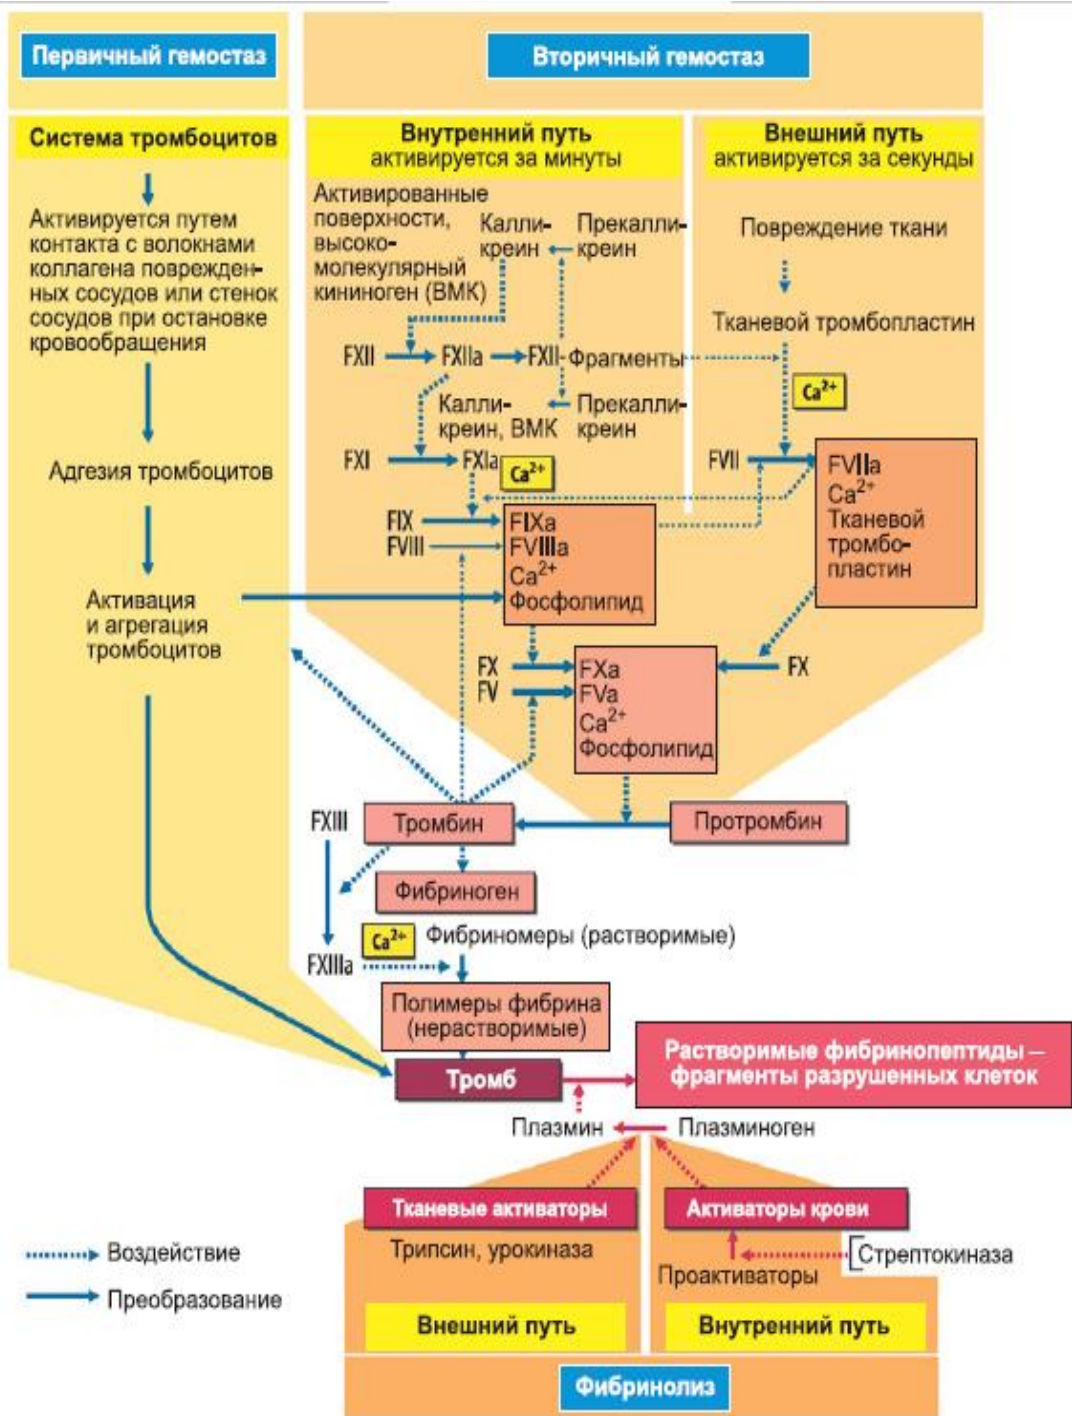 Первичный гемостаз
Вторичный гемостаз
Система тромбоцитов
Активируется путем
контакта с волокнами
коллагена поврежден-
ных сосудов или стенок
сосудов при остановке
кровообращения
Адгезия тромбоцитов
Активация
и агрегация
тромбоцитов
Внутренний путь
активируется за минуты
Активированные
поверхности,
высоко-
молекулярный
кининоген (ВМК)
Калли-
креин
Прекалли-
креин
FXII
FXIIa
FXII-Фрагменты
Калли-
креин, ВМК
Прекалли-
креин
FXI
FXIa
Ca2+
FIX
FVIII
FIXa
FVIIIa
Ca2+
Фосфолипид
Внешний путь
активируется за секунды
Повреждение ткани
Тканевой тромбопластин
Ca2+
FVII
FVIIa
Ca2+
Тканевой
тромбо-
пластин
FX
FV
FXa
FVa
Ca2+
Фосфолипид
FX
FXIII
Тромбин
Протромбин
Фибриноген
Ca2+
Фибриномеры (растворимые)
FXIIIa
Полимеры фибрина
(нерастворимые)
Тромб
Растворимые фибринопептиды –
фрагменты разрушенных клеток
Плазмин
Плазминоген
Тканевые активаторы
Активаторы крови
Трипсин, урокиназа
Стрептокиназа
Проактиваторы
Воздействие
Преобразование
Внешний путь
Внутренний путь
Фибринолиз